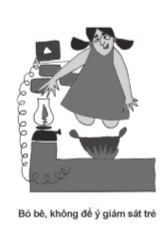 Bỏ bê, không để ý giám sát trẻ